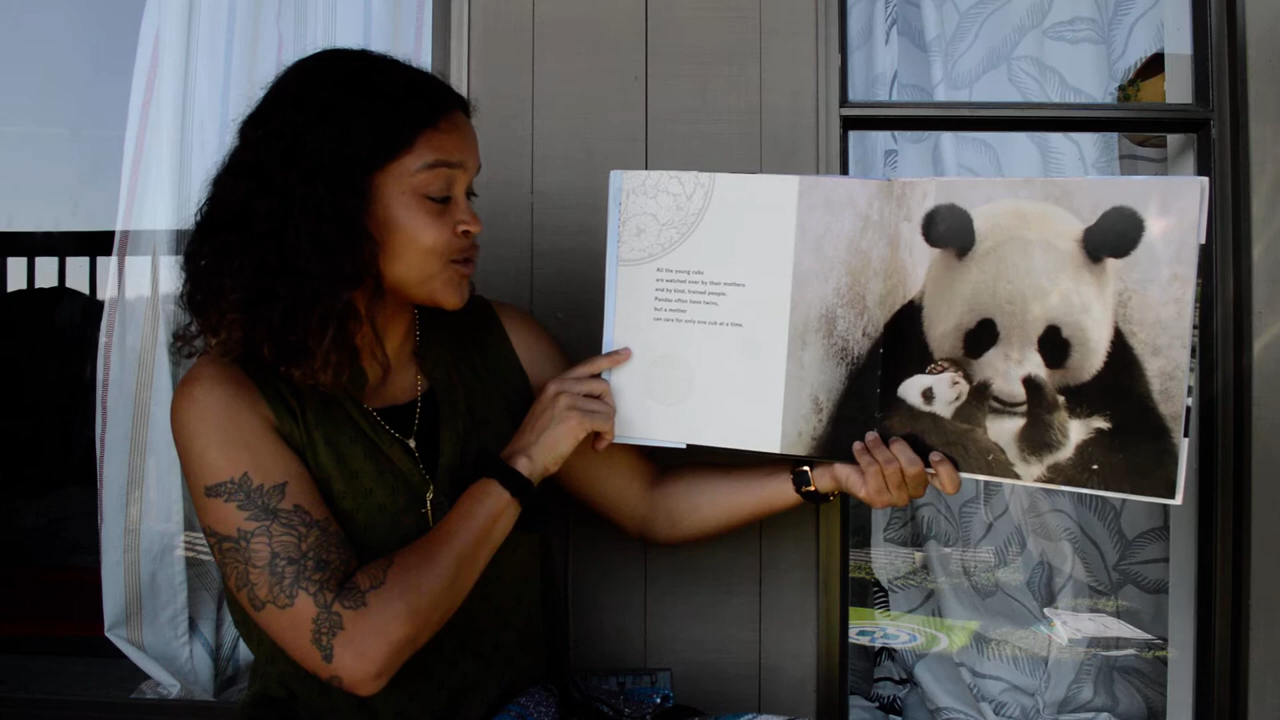 All the young cubs
are watched over by their mothers
and by kind, trained people.
Pandas often have twins,
but a mother
can care for only one cub at a time.